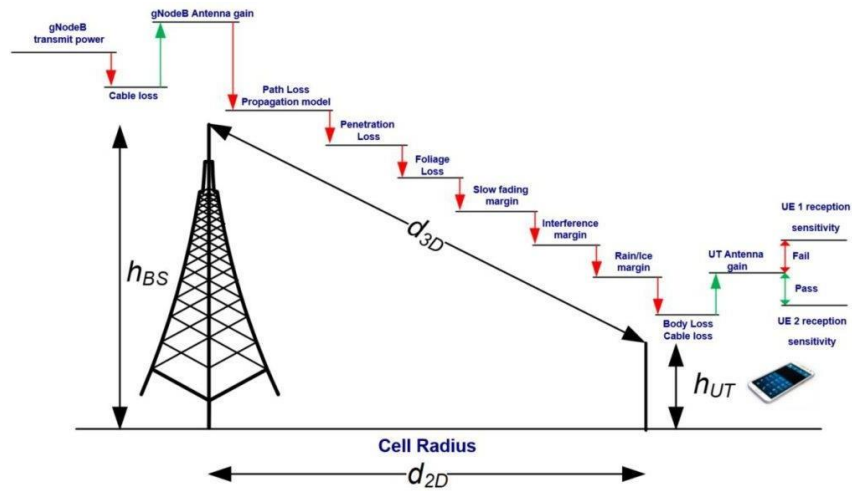 gNodeB
transmit power
Cable loss
gNodeB Antenna gain
Path Loss
Propagation model
Penetration
Loss
Foliage
Loss
Slow fading
margin
Interference
margin
Rain/Ice
margin
Body Loss
Cable loss
UT Antenna
gain
UE 1 reception
sensitivity
Fail
Pass
UE 2 reception
sensitivity
hBS
d3D
hUT
Cell Radius
d2D